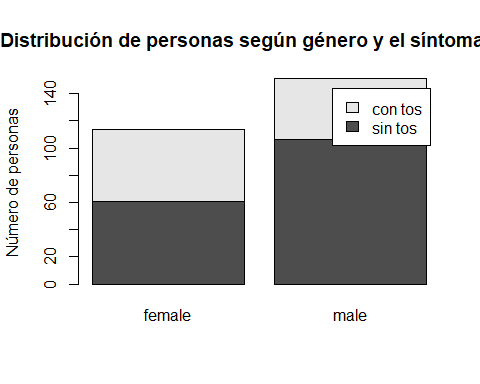 Distribución de personas según género y el síntoma
Número de personas
140
100
60
20
0
con tos
sin tos
female
male